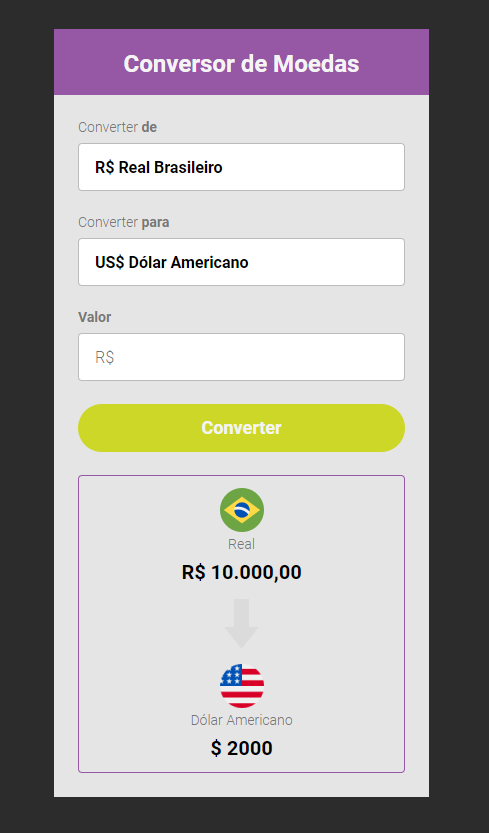 Conversor de Moedas
Converter de
R$ Real Brasileiro
Converter para
US$ Dólar Americano
Valor
R$
Converter
Real
R$ 10.000,00
Dólar Americano
$ 2000